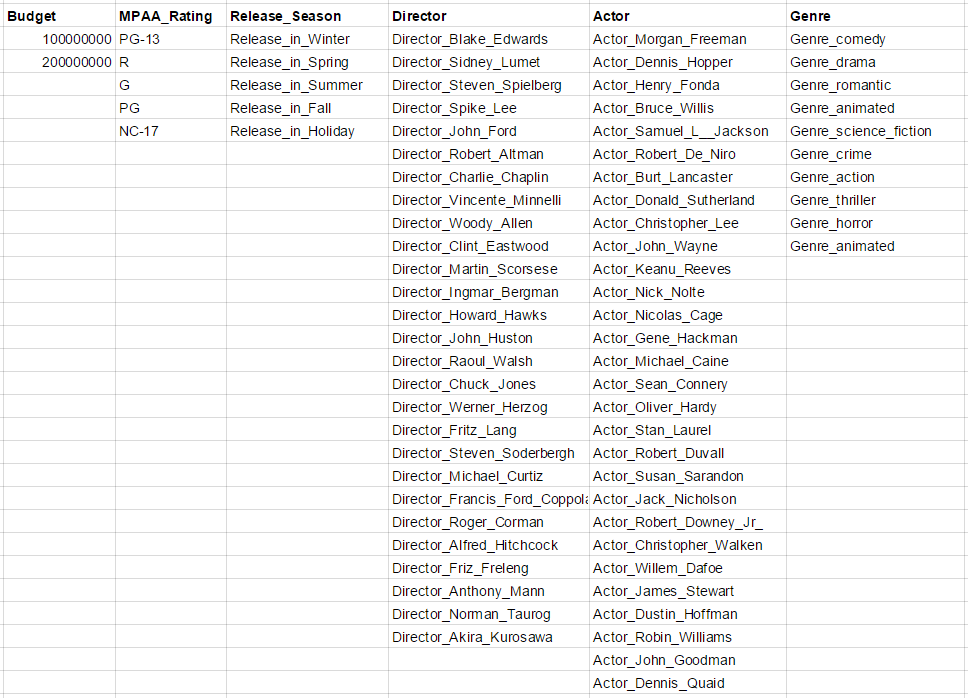 Budget MPAA_Rating Release_Season Director Actor Genre
100000000 PG-13 Release_in_Winter Director_Blake_Edwards Actor_Morgan_Freeman Genre_comedy
200000000 R Release_in_Spring Director_Sidney_Lumet Actor_Dennis_Hopper Genre_drama
G Release_in_Summer Director_Steven_Spielberg Actor_Henry_Fonda Genre_romantic
PG Release_in_Fall Director_Spike_Lee Actor_Bruce_Willis Genre_animated
NC-17 Release_in_Holiday Director_John_Ford Actor_Samuel_L__Jackson Genre_science_fiction
Director_Robert_Altman Actor_Robert_De_Niro Genre_crime
Director_Charlie_Chaplin Actor_Burt_Lancaster Genre_action
Director_Vincente_Minnelli Actor_Donald_Sutherland Genre_thriller
Director_Woody_Allen Actor_Christopher_Lee Genre_horror
Director_Clint_Eastwood Actor_John_Wayne Genre_animated
Director_Martin_Scorsese Actor_Keanu_Reeves
Director_Ingmar_Bergman Actor_Nick_Nolte
Director_Howard_Hawks Actor_Nicolas_Cage
Director_John_Huston Actor_Gene_Hackman
Director_Raoul_Walsh Actor_Michael_Caine
Director_Chuck_Jones Actor_Sean_Connery
Director_Werner_Herzog Actor_Oliver_Hardy
Director_Fritz_Lang Actor_Stan_Laurel
Director_Steven_Soderbergh Actor_Robert_Duvall
Director_Michael_Curtiz Actor_Susan_Sarandon
Director_Francis_Ford_Coppola Actor_Jack_Nicholson
Director_Roger_Corman Actor_Robert_Downey_Jr_
Director_Alfred_Hitchcock Actor_Christopher_Walken
Director_Friz_Freleng Actor_Willem_Dafoe
Director_Anthony_Mann Actor_James_Stewart
Director_Norman_Taurog Actor_Dustin_Hoffman
Director_Akira_Kurosawa Actor_Robin_Williams
Actor_John_Goodman
Actor_Dennis_Quaid